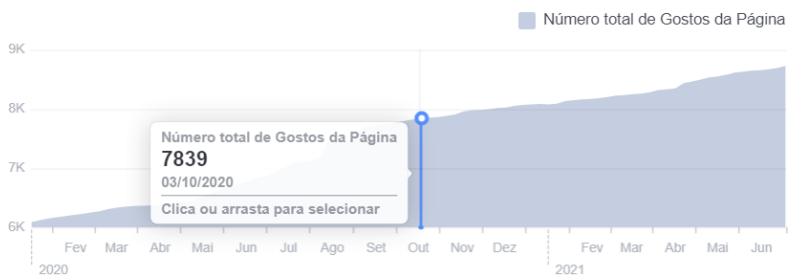 Número total de Gostos da Página
9K
8K
7K
6K
Número total de Gostos da Página
7839
03/10/2020
Clica ou arrasta para selecionar
Fev Mar Abr Mai Jun Jul Ago Set Out Nov Dez Fev Mar Abr Mai Jun
2020 2021